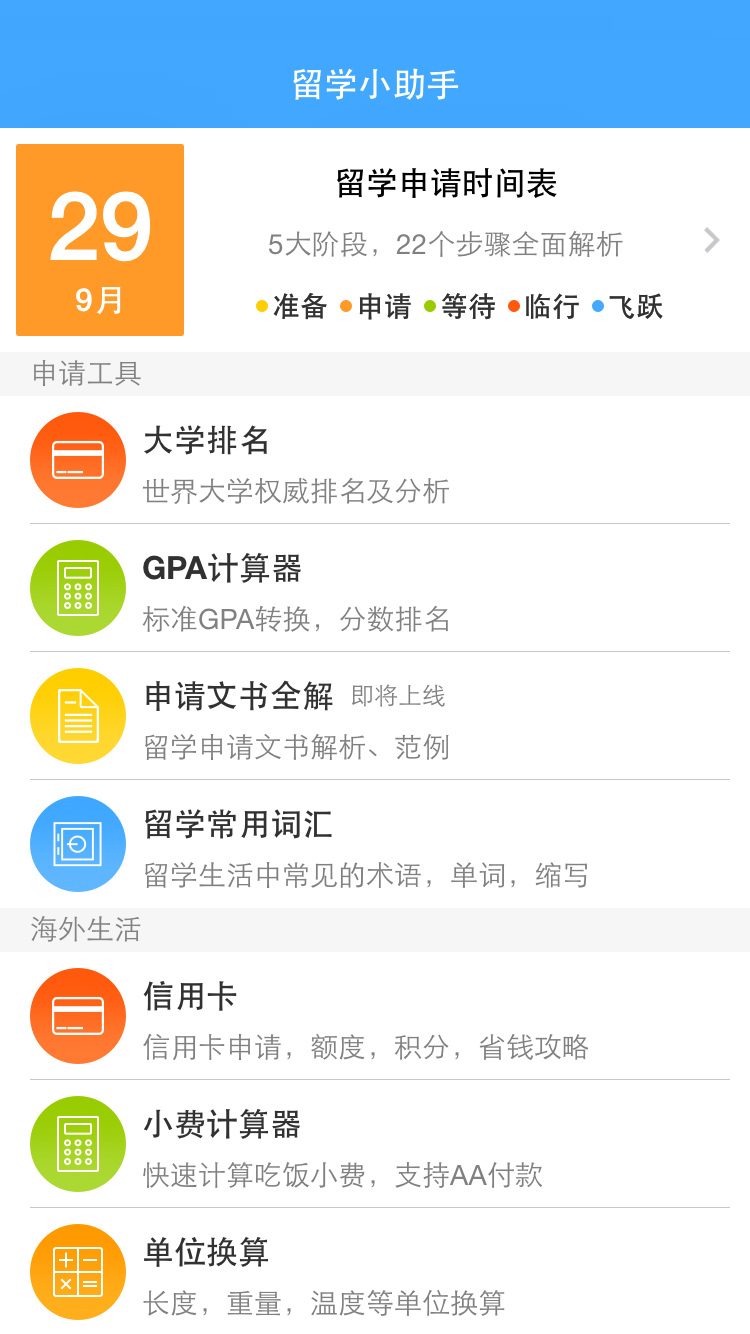 留学小助手
29
9月
留学申请时间表
5大阶段，22个步骤全面解析
准备 申请 等待 临行 飞跃
申请工具
大学排名
世界大学权威排名及分析
GPA计算器
标准GPA转换，分数排名
申请文书全解 即将上线
留学申请文书解析、范例
留学常用词汇
留学生活中常见的术语，单词，缩写
海外生活
信用卡
信用卡申请，额度，积分，省钱攻略
小费计算器
快速计算吃饭小费，支持AA付款
单位换算
长度，重量，温度等单位换算